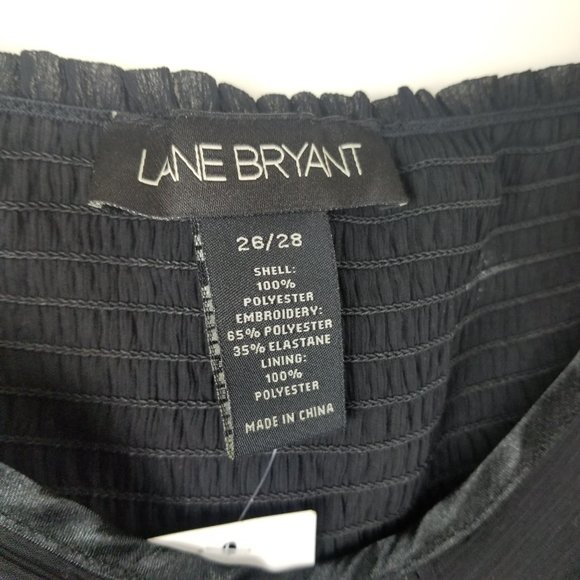 LANE BRYANT
26/28
SHELL:
100%
POLYESTER
EMBROIDERY:
65% POLYESTER
35% ELASTANE
LINING:
100%
POLYESTER
MADE IN CHINA